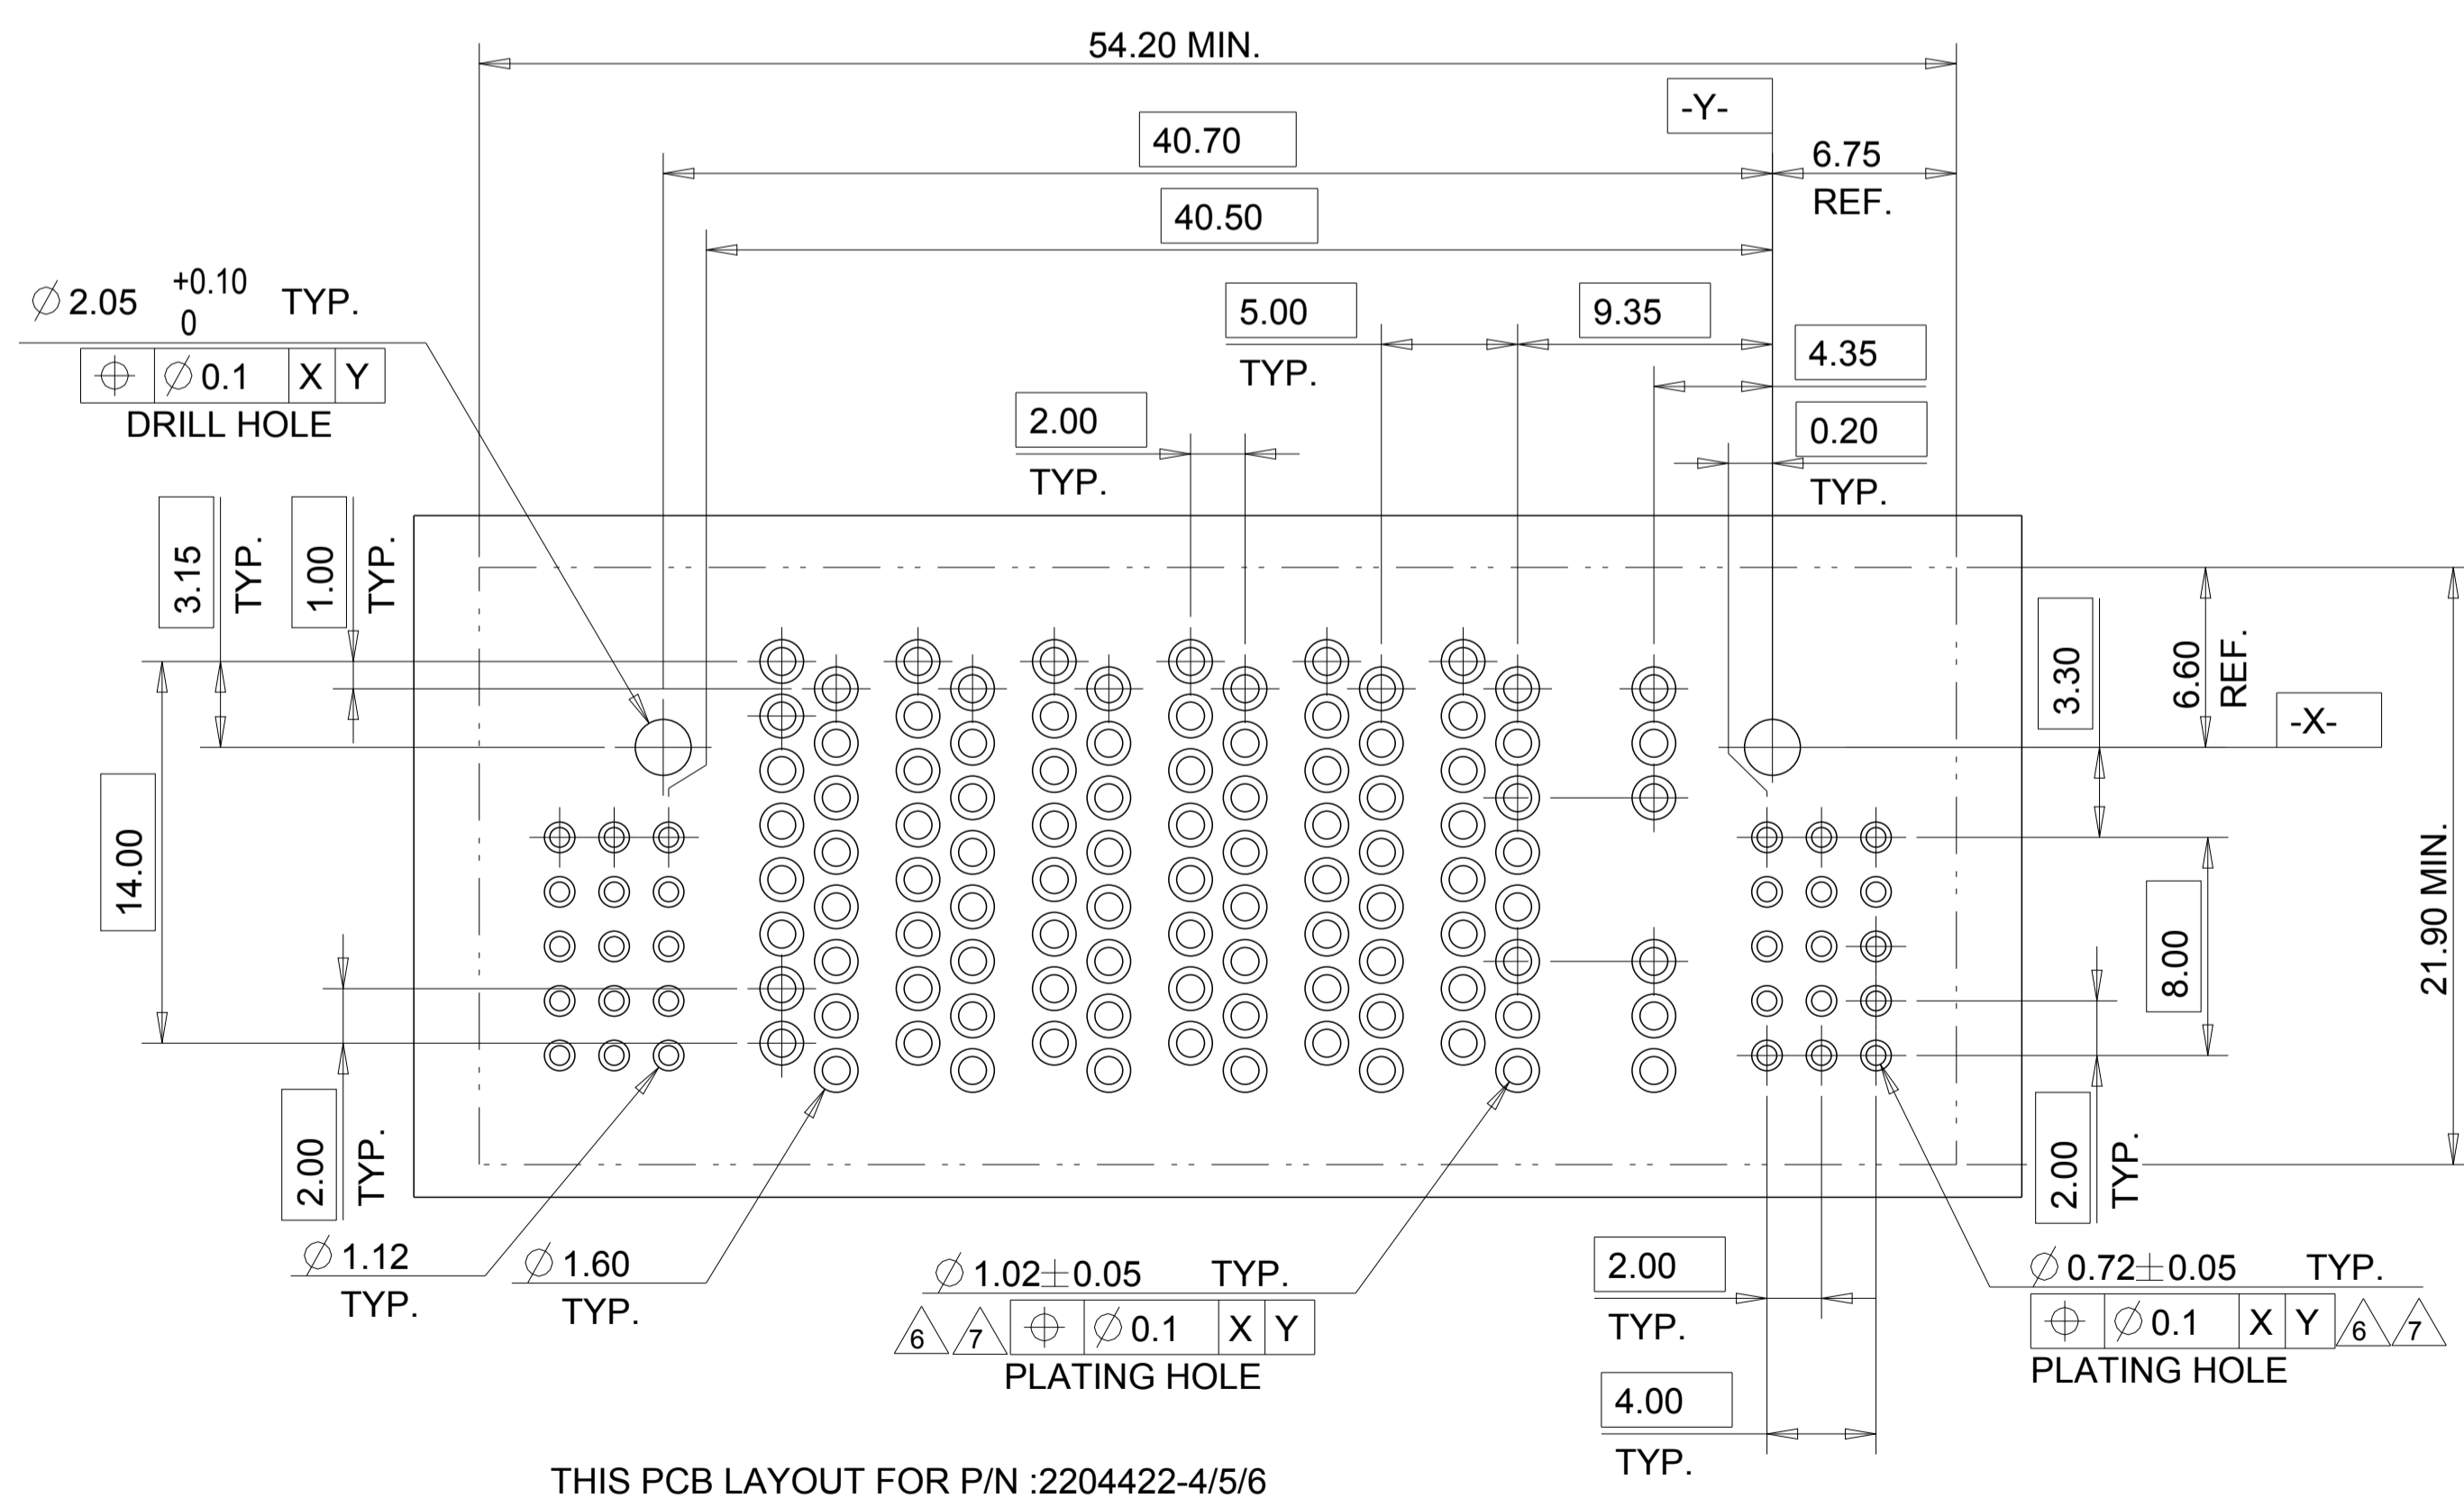 54.20 MIN.
-Y-
40.70
6.75
REF.
40.50
⌀2.05 +0.10 0 TYP.
⌖ ⌀0.1 X Y
DRILL HOLE
5.00
TYP.
9.35
4.35
2.00
TYP.
0.20
TYP.
3.15
TYP.
1.00
TYP.
3.30
6.60
REF.
-X-
14.00
21.90 MIN.
8.00
2.00
TYP.
2.00
TYP.
⌀1.12
TYP.
⌀1.60
TYP.
⌀1.02±0.05 TYP.
6 7 ⌖ ⌀0.1 X Y
PLATING HOLE
2.00
TYP.
⌀0.72±0.05 TYP.
⌖ ⌀0.1 X Y 6 7
PLATING HOLE
4.00
TYP.
THIS PCB LAYOUT FOR P/N :2204422-4/5/6